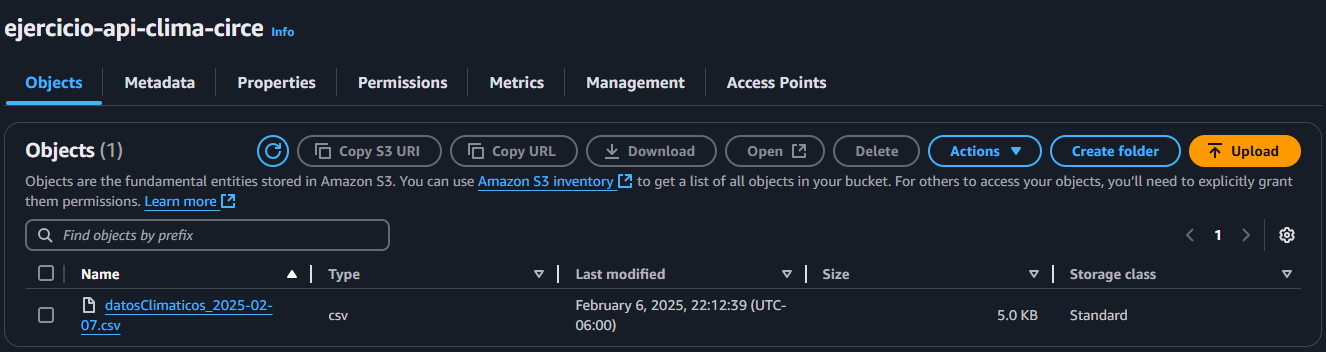 ejercicio-api-clima-circe Info
Objects Metadata Properties Permissions Metrics Management Access Points
Objects (1) Copy S3 URI Copy URL Download Open Delete Actions Create folder Upload
Objects are the fundamental entities stored in Amazon S3. You can use Amazon S3 inventory to get a list of all objects in your bucket. For others to access your objects, you'll need to explicitly grant
them permissions. Learn more
Find objects by prefix 1
Name Type Last modified Size Storage class
datosClimaticos_2025-02-
07.csv
csv
February 6, 2025, 22:12:39 (UTC-
06:00)
5.0 KB
Standard